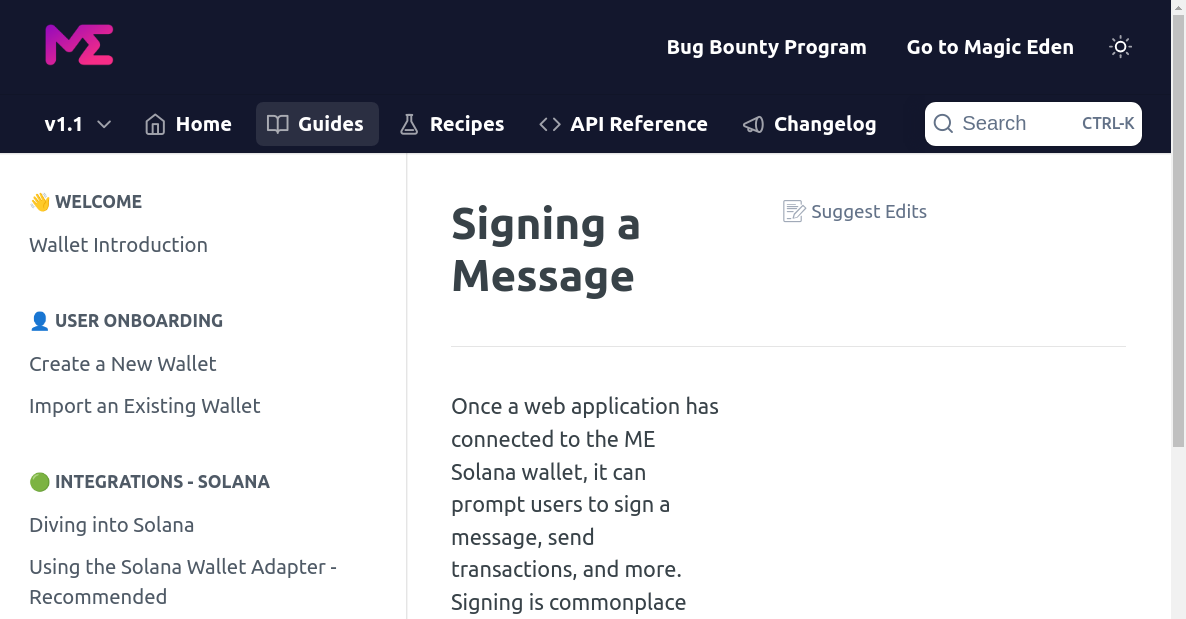 ME
Bug Bounty Program
Go to Magic Eden
v1.1
Home
Guides
Recipes
API Reference
Changelog
Search
CTRL-K
👋 WELCOME
Wallet Introduction
👤 USER ONBOARDING
Create a New Wallet
Import an Existing Wallet
🟢 INTEGRATIONS - SOLANA
Diving into Solana
Using the Solana Wallet Adapter -
Recommended
Signing a
Message
Suggest Edits
Once a web application has
connected to the ME
Solana wallet, it can
prompt users to sign a
message, send
transactions, and more.
Signing is commonplace